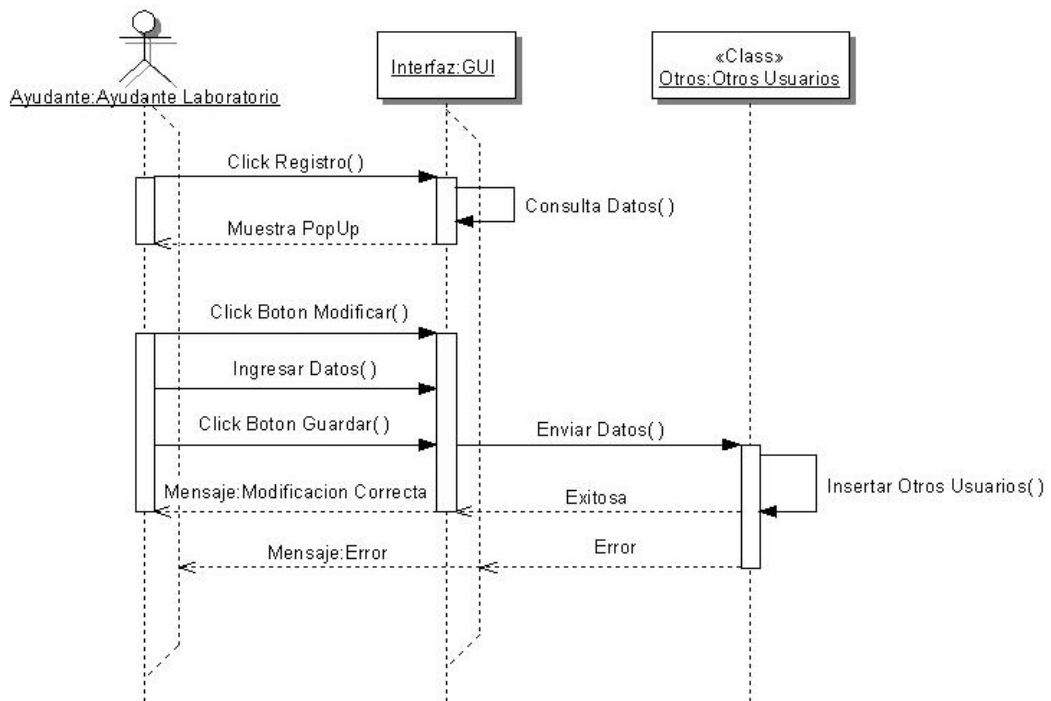 Ayudante:Ayudante Laboratorio
Interfaz:GUI
«Class»
Otros:Otros Usuarios
Click Registro( )
Consulta Datos( )
Muestra PopUp
Click Boton Modificar( )
Ingresar Datos( )
Click Boton Guardar( )
Enviar Datos( )
Insertar Otros Usuarios( )
Mensaje:Modificacion Correcta
Exitosa
Mensaje:Error
Error